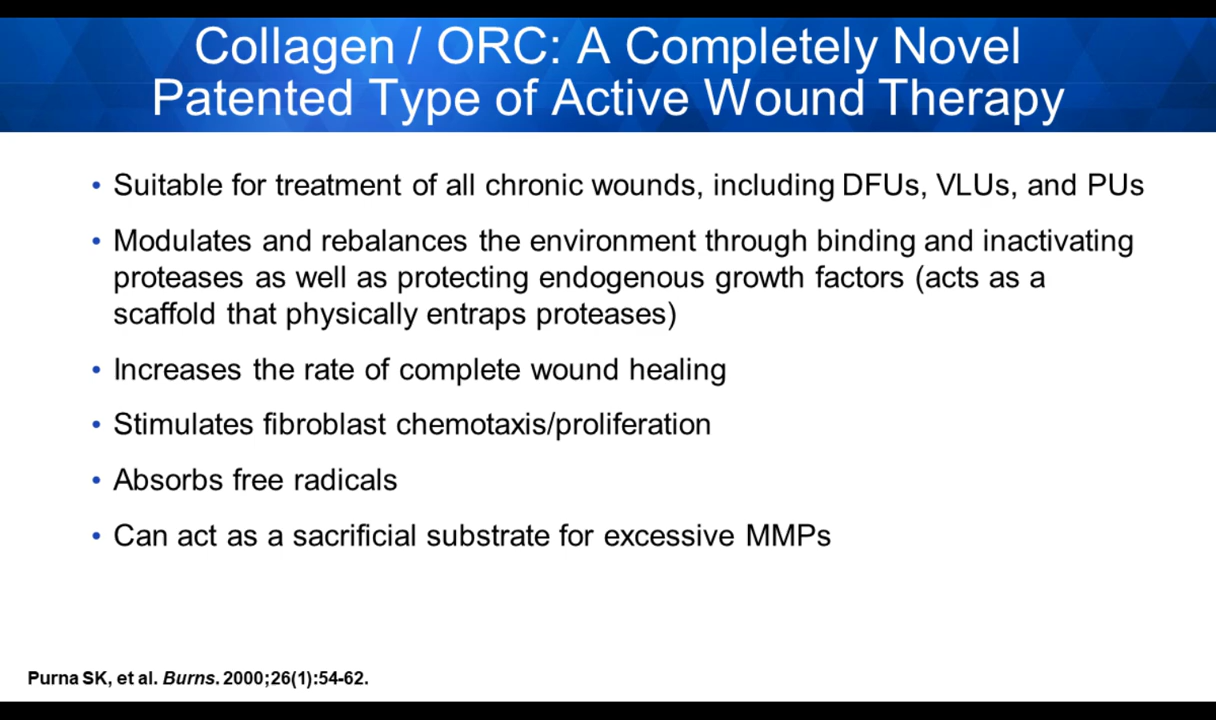 Collagen / ORC: A Completely Novel
Patented Type of Active Wound Therapy
• Suitable for treatment of all chronic wounds, including DFUs, VLUs, and PUs
• Modulates and rebalances the environment through binding and inactivating
proteases as well as protecting endogenous growth factors (acts as a
scaffold that physically entraps proteases)
• Increases the rate of complete wound healing
• Stimulates fibroblast chemotaxis/proliferation
• Absorbs free radicals
• Can act as a sacrificial substrate for excessive MMPs
Purna SK, et al. Burns. 2000;26(1):54-62.